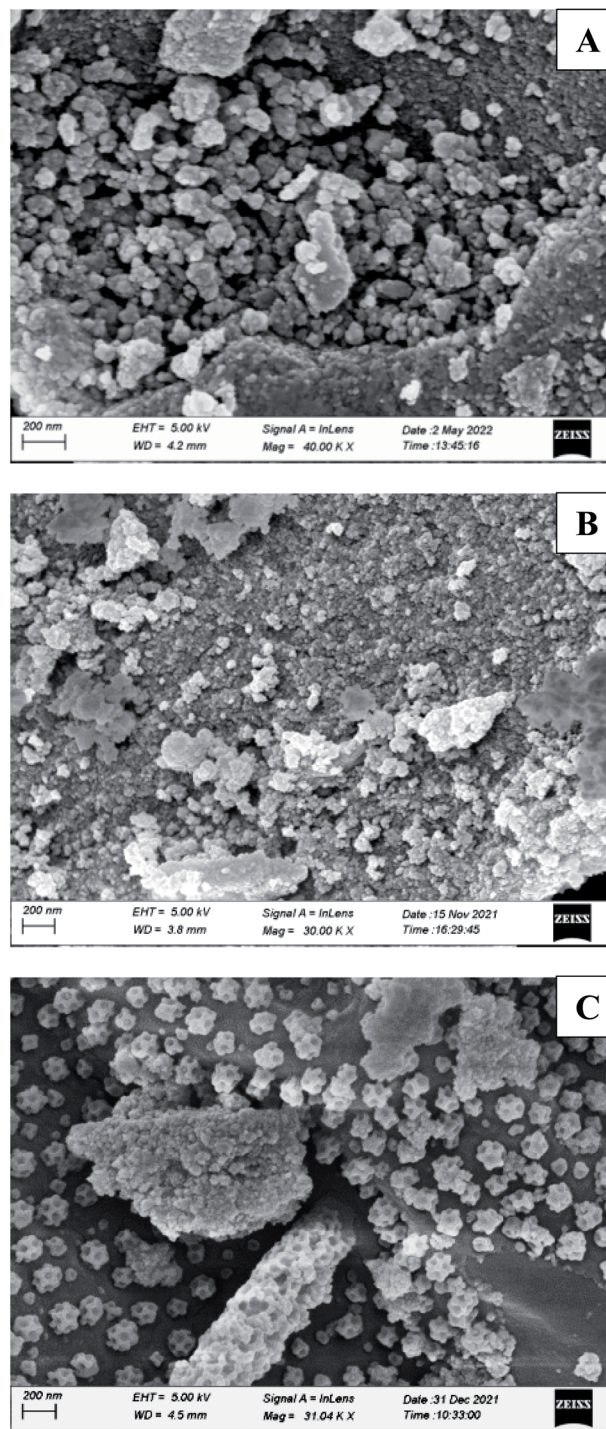 A
200 nm EHT = 5.00 kV Signal A = InLens Date :2 May 2022
WD = 4.2 mm Mag = 40.00 K X Time :13:45:16
ZEISS
B
200 nm EHT = 5.00 kV Signal A = InLens Date :15 Nov 2021
WD = 3.8 mm Mag = 30.00 K X Time :16:29:45
ZEISS
C
200 nm EHT = 5.00 kV Signal A = InLens Date :31 Dec 2021
WD = 4.5 mm Mag = 31.04 K X Time :10:33:00
ZEISS